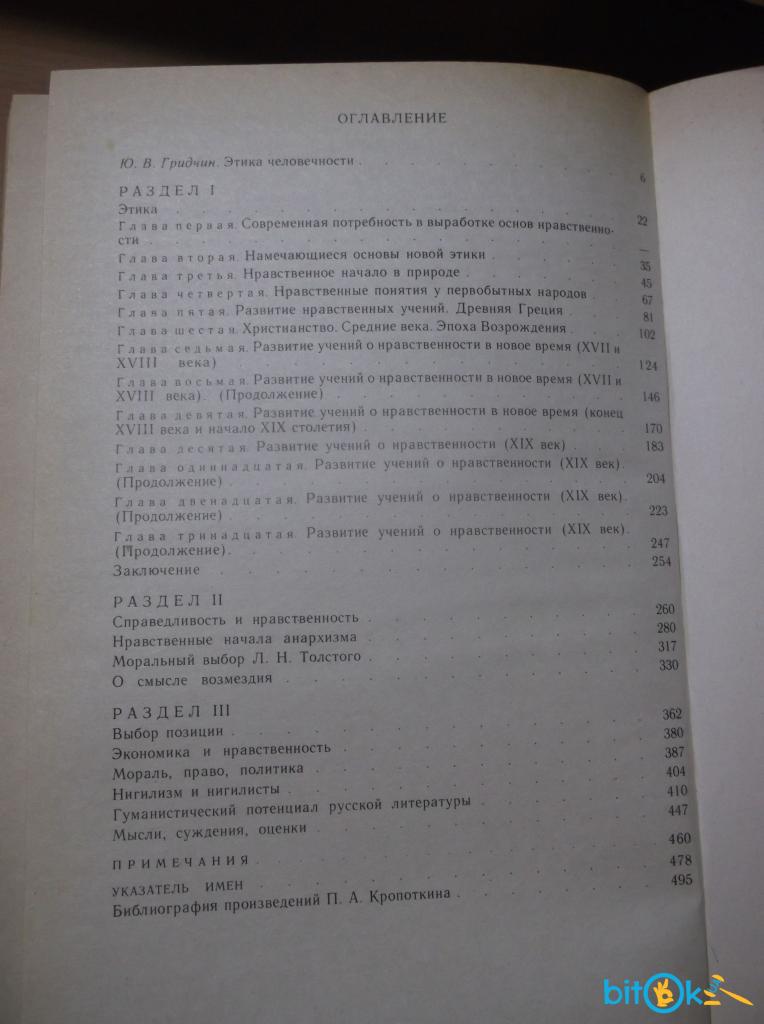 ОГЛАВЛЕНИЕ
Ю. В. Гридчин. Этика человечности . . . . . . . . . . 6
РАЗДЕЛ I
Этика . . . . . . . . . . 22
Глава первая. Современная потребность в выработке основ нравственно-
сти . . . . . . . . . . —
Глава вторая. Намечающиеся основы новой этики . . . . . 35
Глава третья. Нравственное начало в природе . . . . . 45
Глава четвертая. Нравственные понятия у первобытных народов . 67
Глава пятая. Развитие нравственных учений. Древняя Греция . . 81
Глава шестая. Христианство. Средние века. Эпоха Возрождения . . 102
Глава седьмая. Развитие учений о нравственности в новое время (XVII и
XVIII века) . . . . . . . . . . 124
Глава восьмая. Развитие учений о нравственности в новое время (XVII и
XVIII века). (Продолжение) . . . . . . . . 146
Глава девятая. Развитие учений о нравственности в новое время (конец
XVIII века и начало XIX столетия) . . . . . . . 170
Глава десятая. Развитие учений о нравственности (XIX век) . . 183
Глава одиннадцатая. Развитие учений о нравственности (XIX век).
(Продолжение) . . . . . . . . . . 204
Глава двенадцатая. Развитие учений о нравственности (XIX век).
(Продолжение) . . . . . . . . . . 223
Глава тринадцатая. Развитие учений о нравственности (XIX век).
(Продолжение). . . . . . . . . . . 247
Заключение . . . . . . . . . . 254
РАЗДЕЛ II
Справедливость и нравственность . . . . . . . 260
Нравственные начала анархизма . . . . . . . 280
Моральный выбор Л. Н. Толстого . . . . . . . 317
О смысле возмездия . . . . . . . . . 330
РАЗДЕЛ III
Выбор позиции . . . . . . . . . . 362
Экономика и нравственность . . . . . . . . 380
Мораль, право, политика . . . . . . . . 387
Нигилизм и нигилисты . . . . . . . . . 404
Гуманистический потенциал русской литературы . . . . . 410
Мысли, суждения, оценки . . . . . . . . 447
ПРИМЕЧАНИЯ . . . . . . . . . . 460
УКАЗАТЕЛЬ ИМЕН . . . . . . . . . . 478
Библиография произведений П. А. Кропоткина . . . . . . 495
bitOk